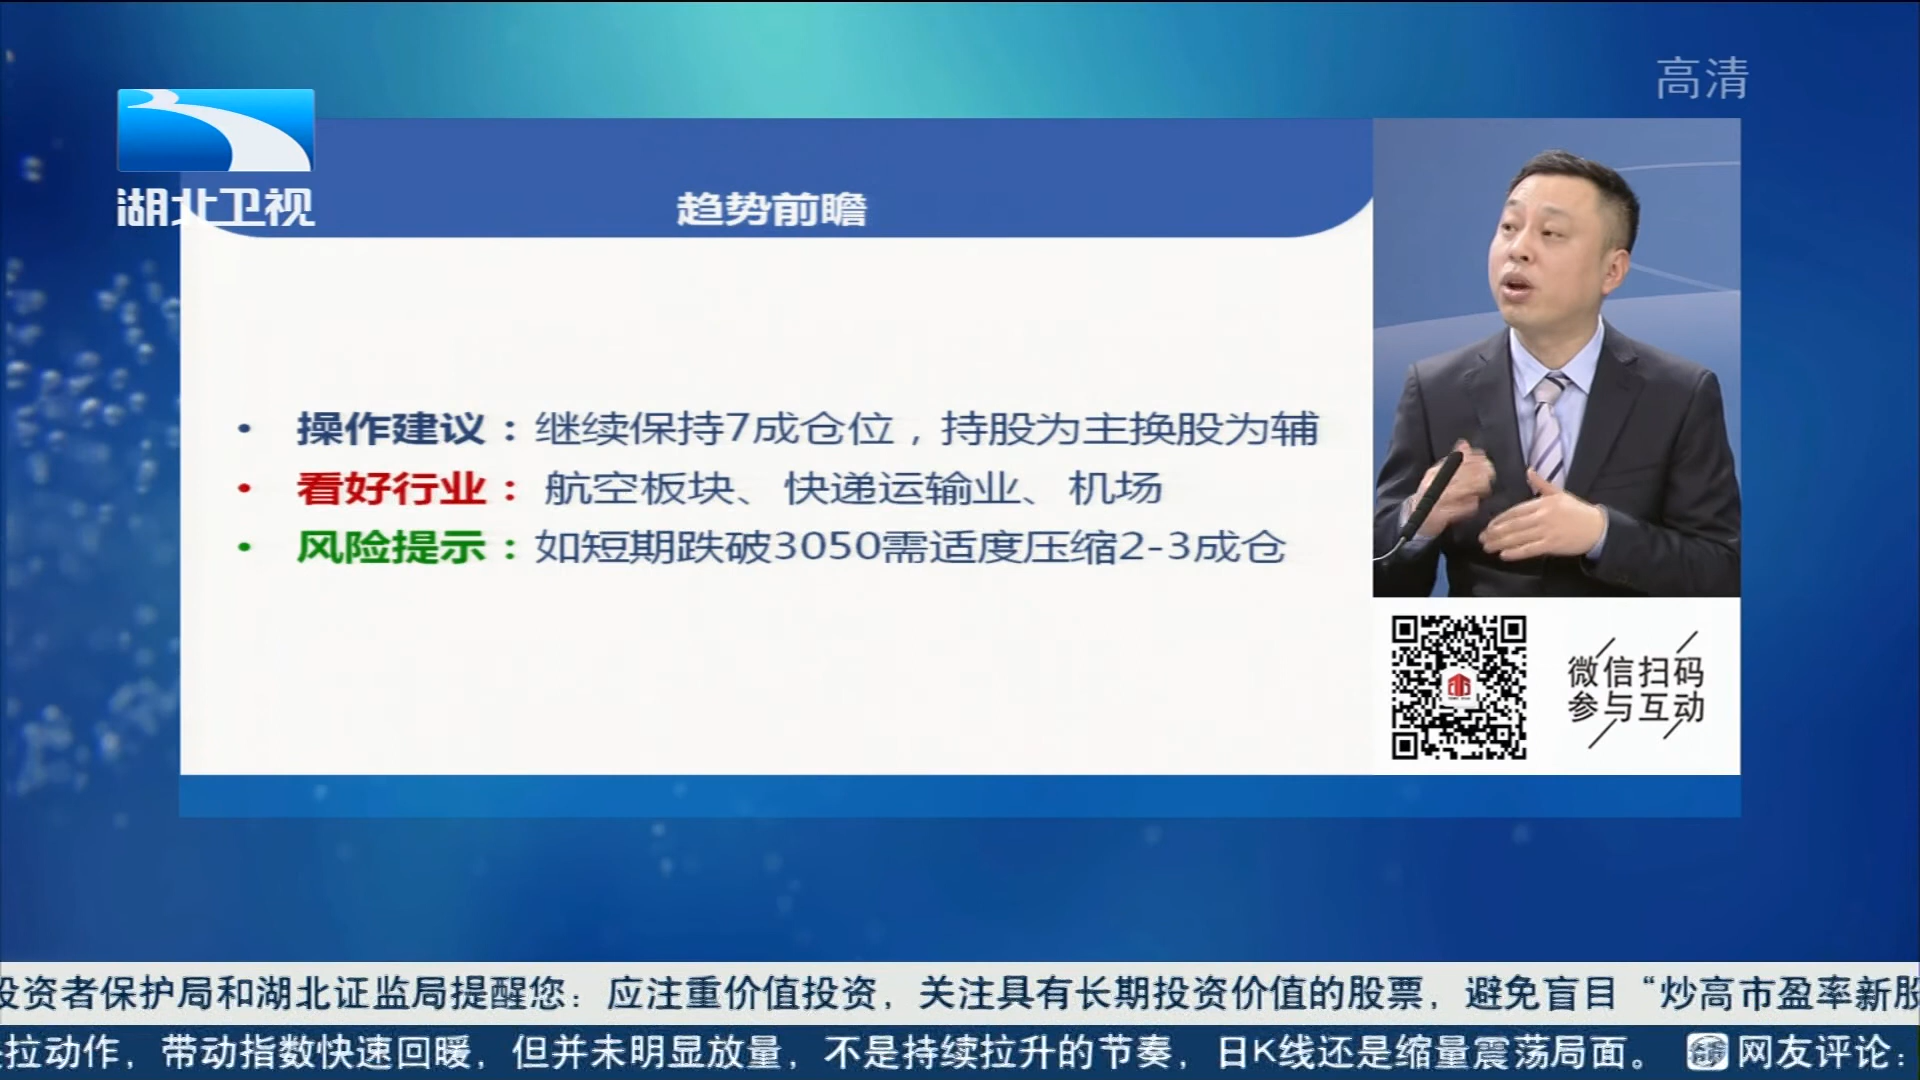 高清
湖北卫视
趋势前瞻
• 操作建议：继续保持7成仓位，持股为主换股为辅
• 看好行业： 航空板块、快递运输业、机场
• 风险提示：如短期跌破3050需适度压缩2-3成仓
微信扫码
参与互动
投资者保护局和湖北证监局提醒您：应注重价值投资，关注具有长期投资价值的股票，避免盲目“炒高市盈率新股
拉动作，带动指数快速回暖，但并未明显放量，不是持续拉升的节奏，日K线还是缩量震荡局面。 网友评论：